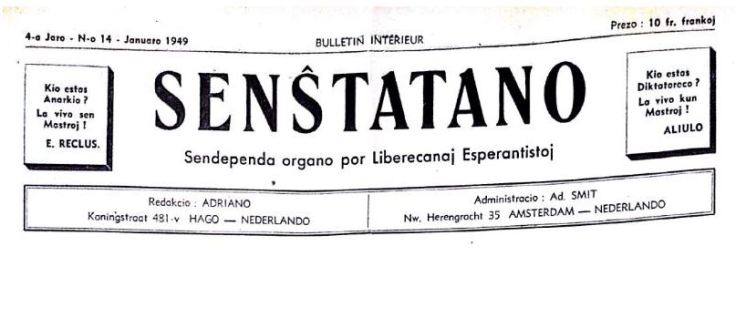 4-a Jaro - N-o 14 - Januaro 1949
BULLETIN INTERIEUR
Prezo : 10 fr. frankoj
Kio estas
Anarkio ?
La vivo sen
Mastroj !
E. RECLUS.
SENŜTATANO
Sendependa organo por Liberecanaj Esperantistoj
Kio estas
Diktatoreco ?
La vivo kun
Mastroj !
ALIULO
Redakcio : ADRIANO
Koningstraat 481-v HAGO — NEDERLANDO
Administracio : Ad. SMIT
Nw. Herengracht 35 AMSTERDAM — NEDERLANDO